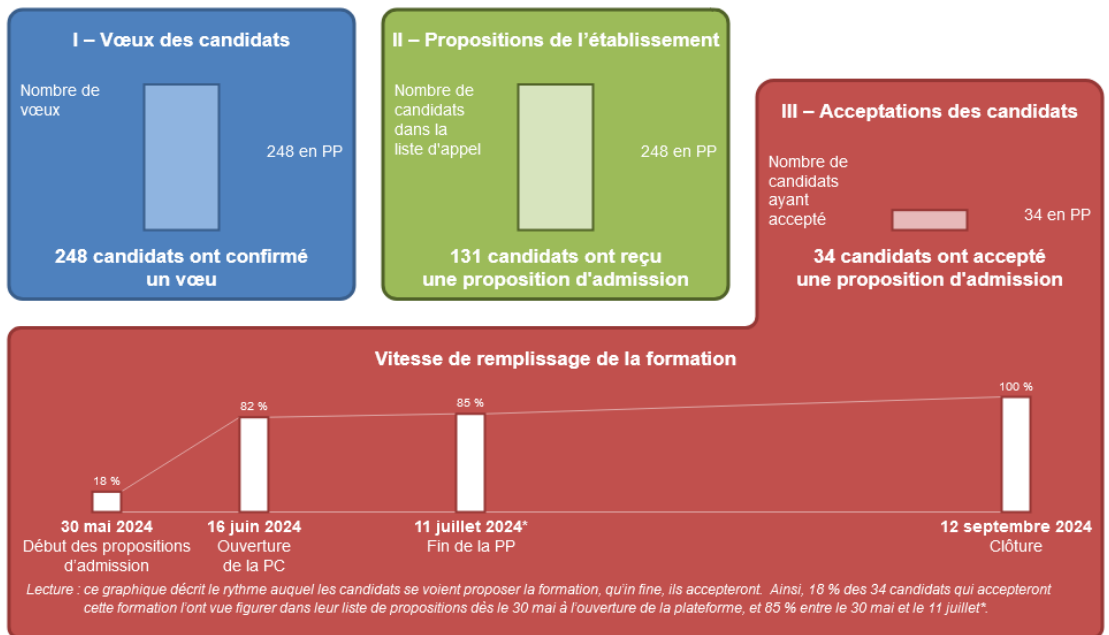 I – Vœux des candidats
Nombre de
vœux
248 en PP
248 candidats ont confirmé
un vœu
II – Propositions de l'établissement
Nombre de
candidats
dans la
liste d'appel
248 en PP
131 candidats ont reçu
une proposition d'admission
III – Acceptations des candidats
Nombre de
candidats
ayant
accepté
34 en PP
34 candidats ont accepté
une proposition d'admission
Vitesse de remplissage de la formation
18 %
82 %
85 %
100 %
30 mai 2024
Début des propositions
d'admission
16 juin 2024
Ouverture
de la PC
11 juillet 2024*
Fin de la PP
12 septembre 2024
Clôture
Lecture : ce graphique décrit le rythme auquel les candidats se voient proposer la formation, qu'in fine, ils accepteront. Ainsi, 18 % des 34 candidats qui accepteront
cette formation l'ont vue figurer dans leur liste de propositions dès le 30 mai à l'ouverture de la plateforme, et 85 % entre le 30 mai et le 11 juillet*.